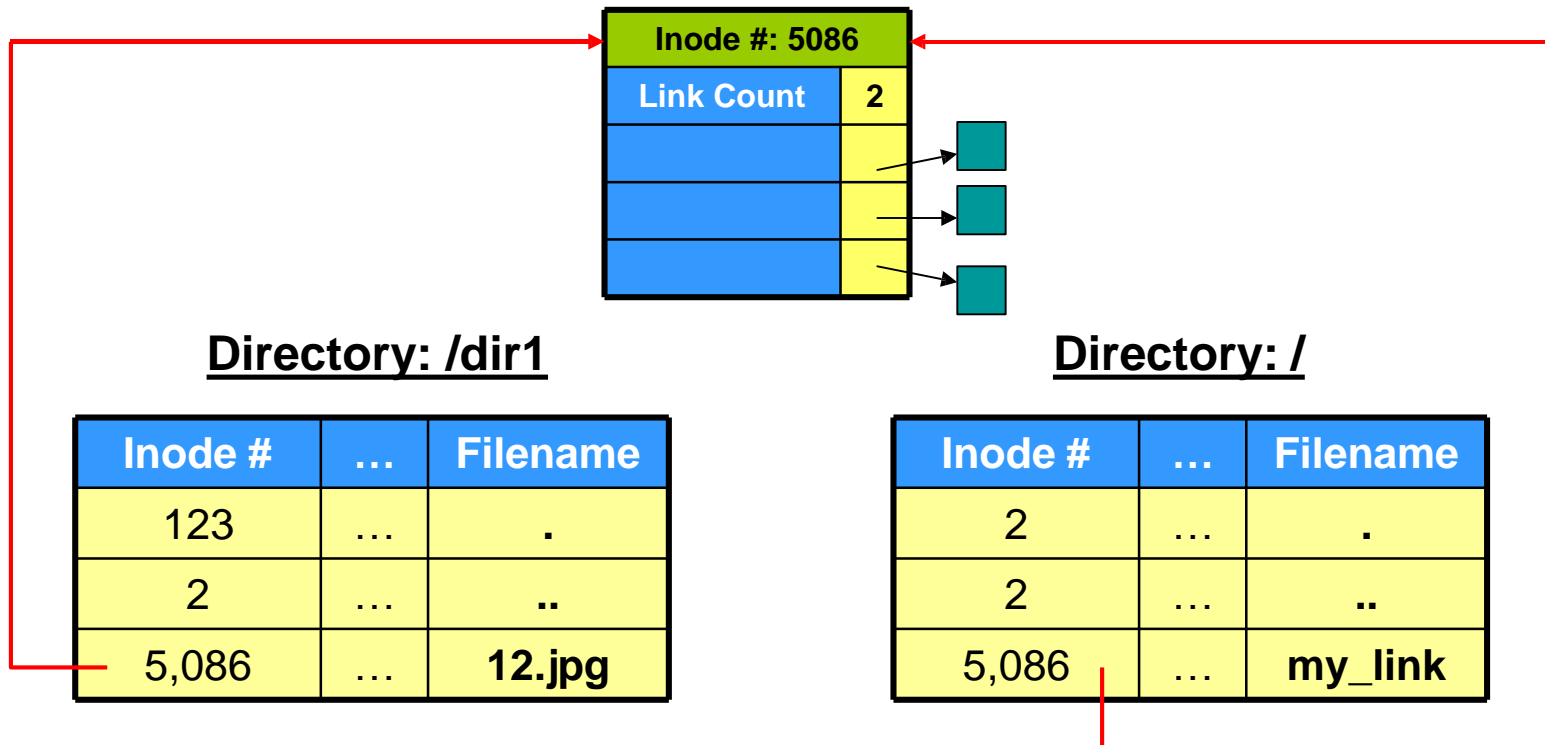 Inode #: 5086
Link Count 2
Directory: /dir1
Inode # … Filename
123 … .
2 … ..
5,086 … 12.jpg
Directory: /
Inode # … Filename
2 … .
2 … ..
5,086 … my_link